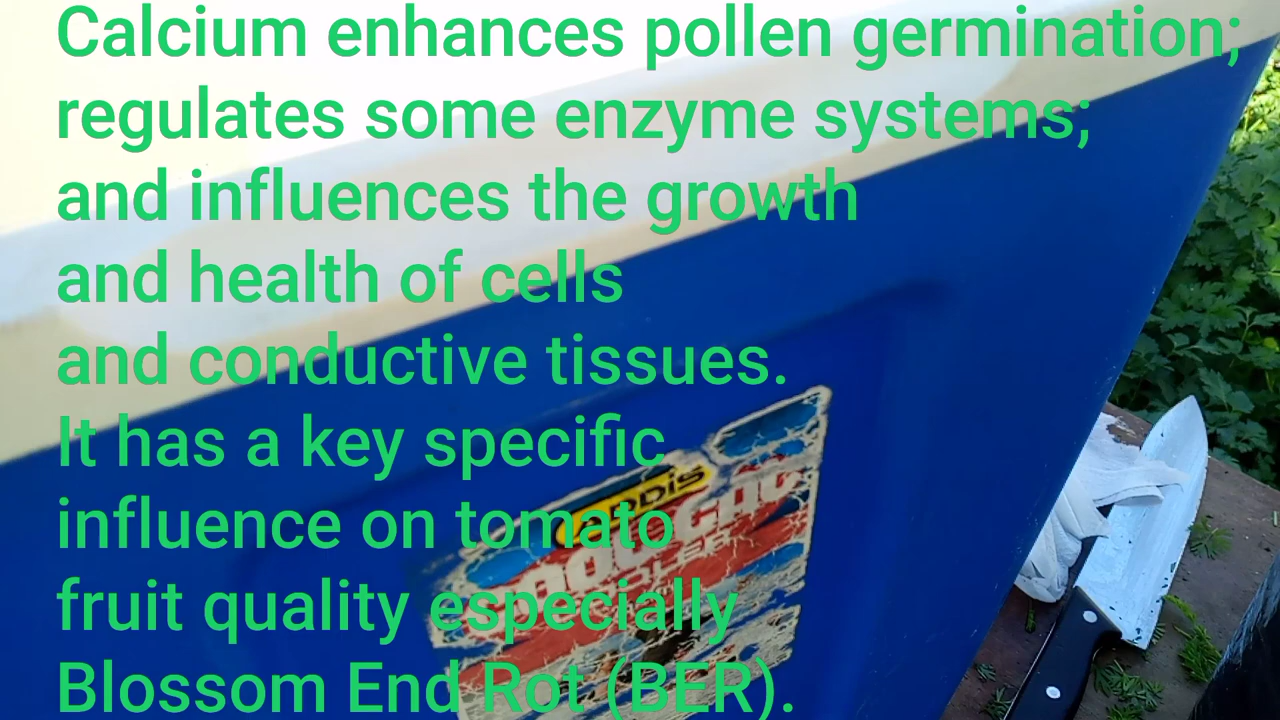 Calcium enhances pollen germination;
regulates some enzyme systems;
and influences the growth
and health of cells
and conductive tissues.
It has a key specific
influence on tomato
fruit quality especially
Blossom End Rot (BER).